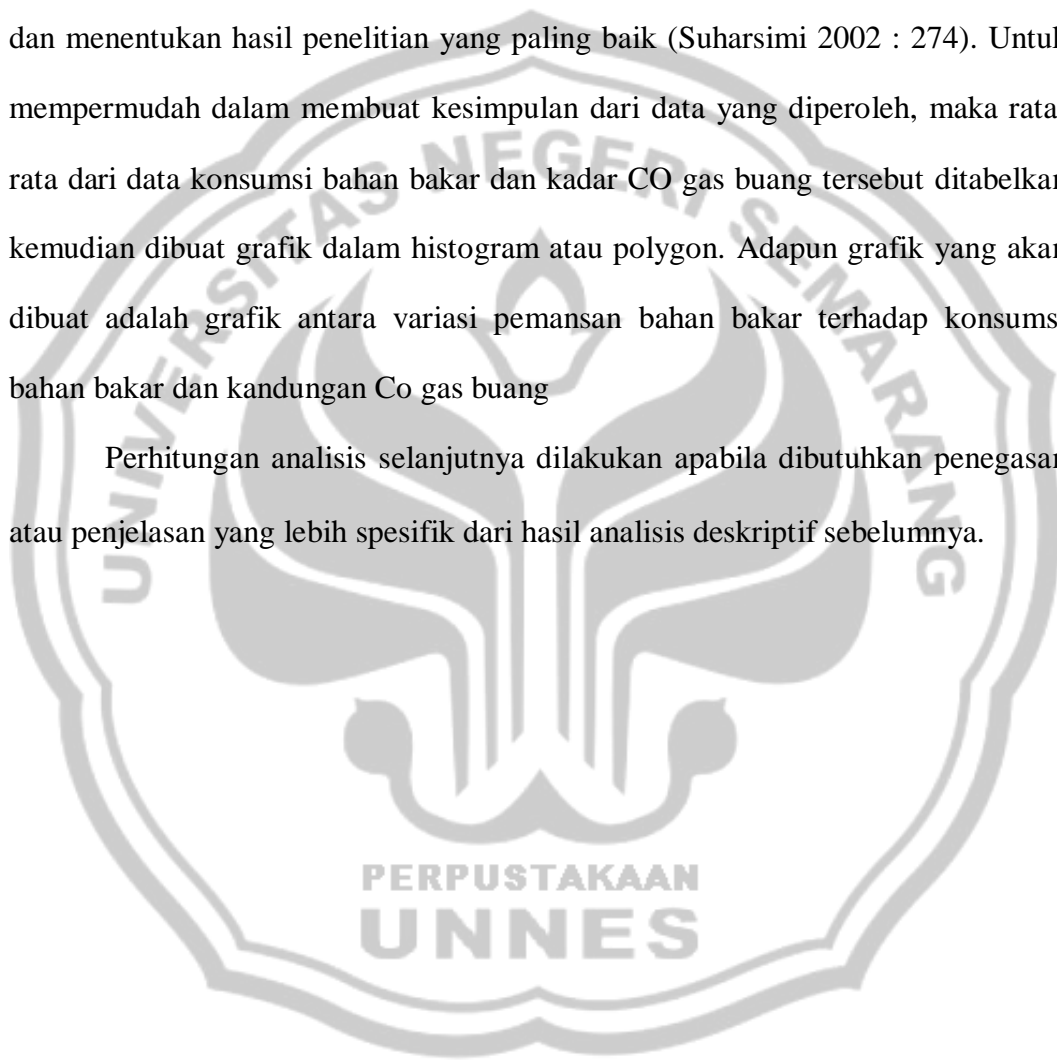 dan menentukan hasil penelitian yang paling baik (Suharsimi 2002 : 274). Untuk
mempermudah dalam membuat kesimpulan dari data yang diperoleh, maka rata
rata dari data konsumsi bahan bakar dan kadar CO gas buang tersebut ditabelkan
kemudian dibuat grafik dalam histogram atau polygon. Adapun grafik yang akan
dibuat adalah grafik antara variasi pemansan bahan bakar terhadap konsums
bahan bakar dan kandungan Co gas buang
Perhitungan analisis selanjutnya dilakukan apabila dibutuhkan penegasan
atau penjelasan yang lebih spesifik dari hasil analisis deskriptif sebelumnya.
UNIVERSITAS NEGERI SEMARANG
PERPUSTAKAAN
UNNES